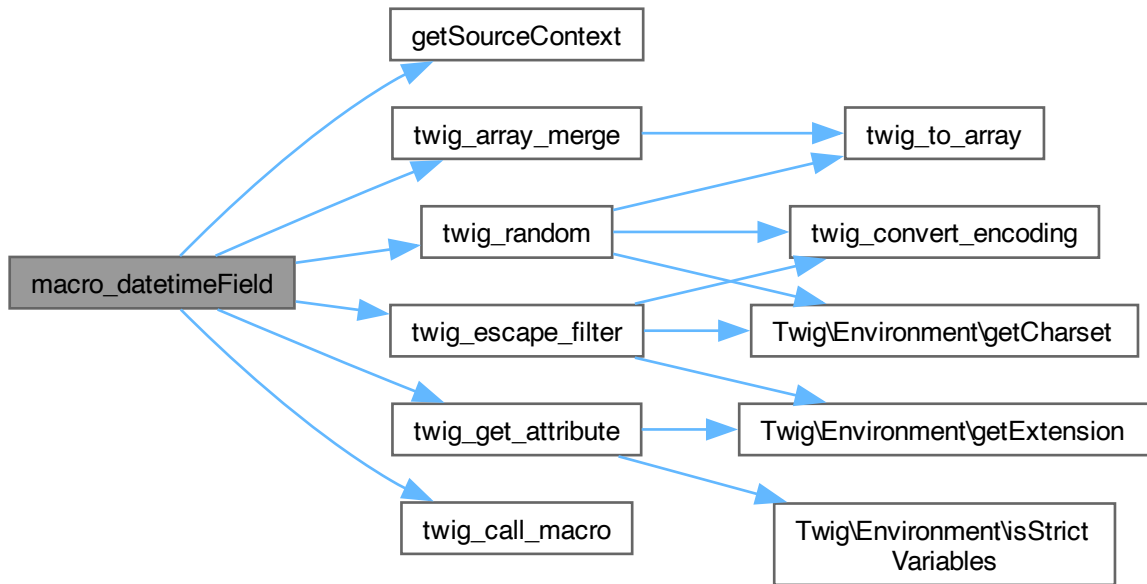 getSourceContext
twig_array_merge
twig_to_array
twig_random
twig_convert_encoding
macro_datetimeField
twig_escape_filter
Twig\Environment\getCharset
twig_get_attribute
Twig\Environment\getExtension
twig_call_macro
Twig\Environment\isStrict
Variables